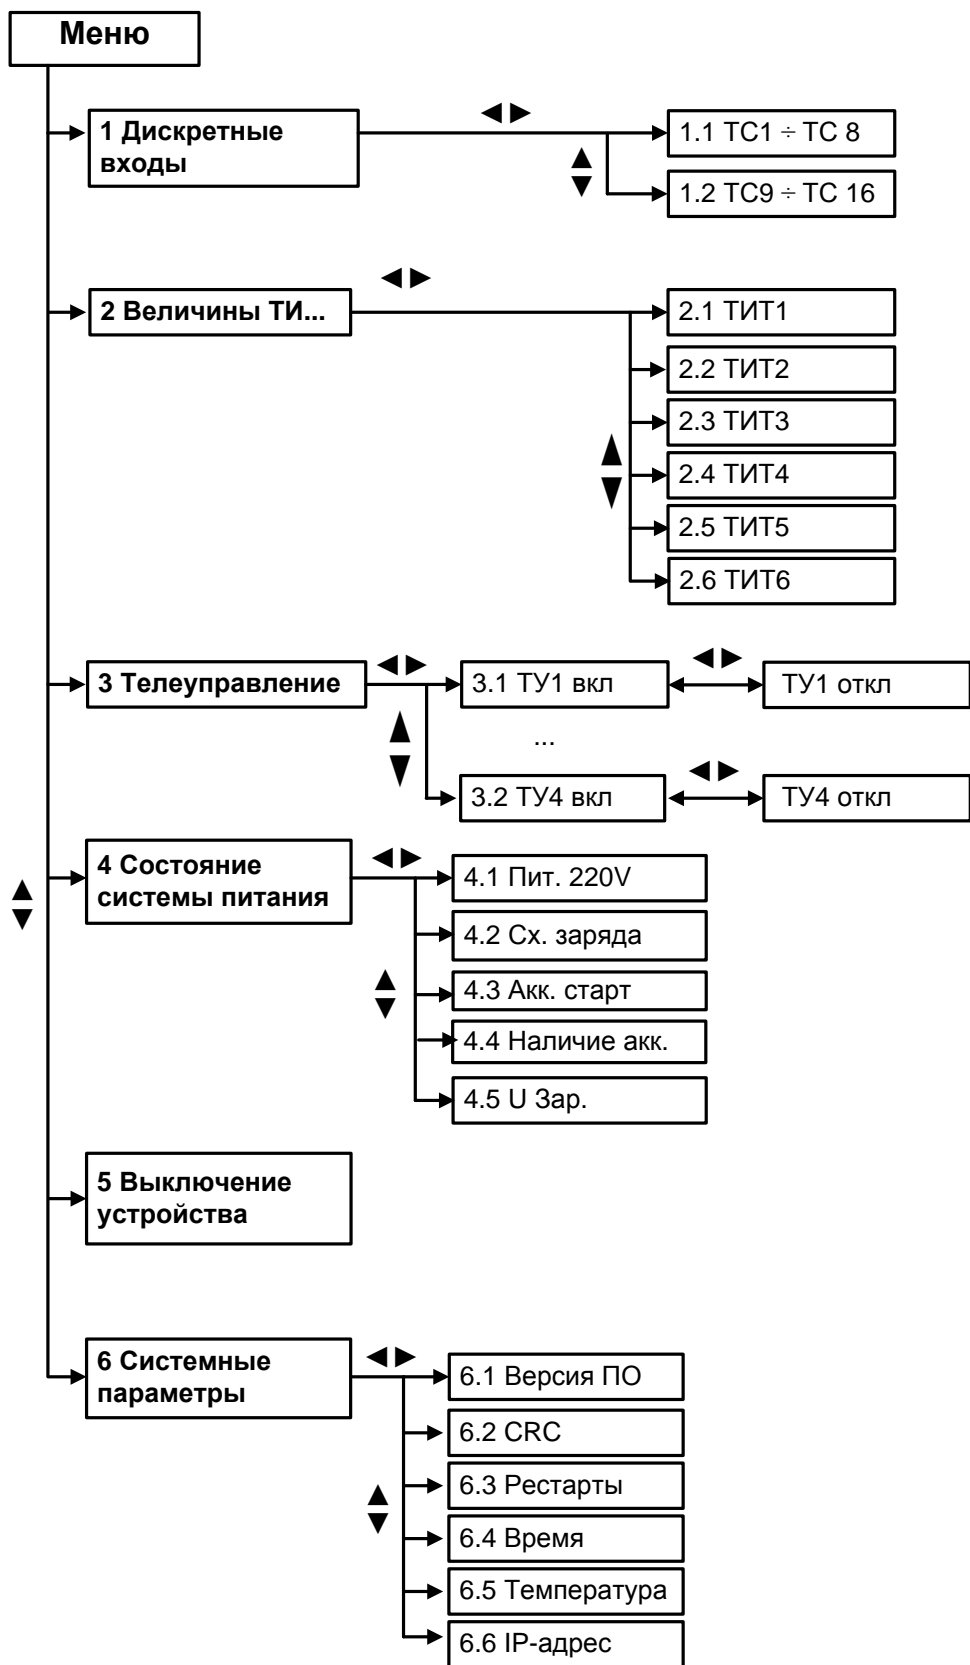 Меню
1 Дискретные
входы
1.1 ТС1 ÷ ТС 8
1.2 ТС9 ÷ ТС 16
2 Величины ТИ...
2.1 ТИТ1
2.2 ТИТ2
2.3 ТИТ3
2.4 ТИТ4
2.5 ТИТ5
2.6 ТИТ6
3 Телеуправление
3.1 ТУ1 вкл
ТУ1 откл
...
3.2 ТУ4 вкл
ТУ4 откл
4 Состояние
системы питания
4.1 Пит. 220V
4.2 Сх. заряда
4.3 Акк. старт
4.4 Наличие акк.
4.5 U Зар.
5 Выключение
устройства
6 Системные
параметры
6.1 Версия ПО
6.2 CRC
6.3 Рестарты
6.4 Время
6.5 Температура
6.6 IP-адрес